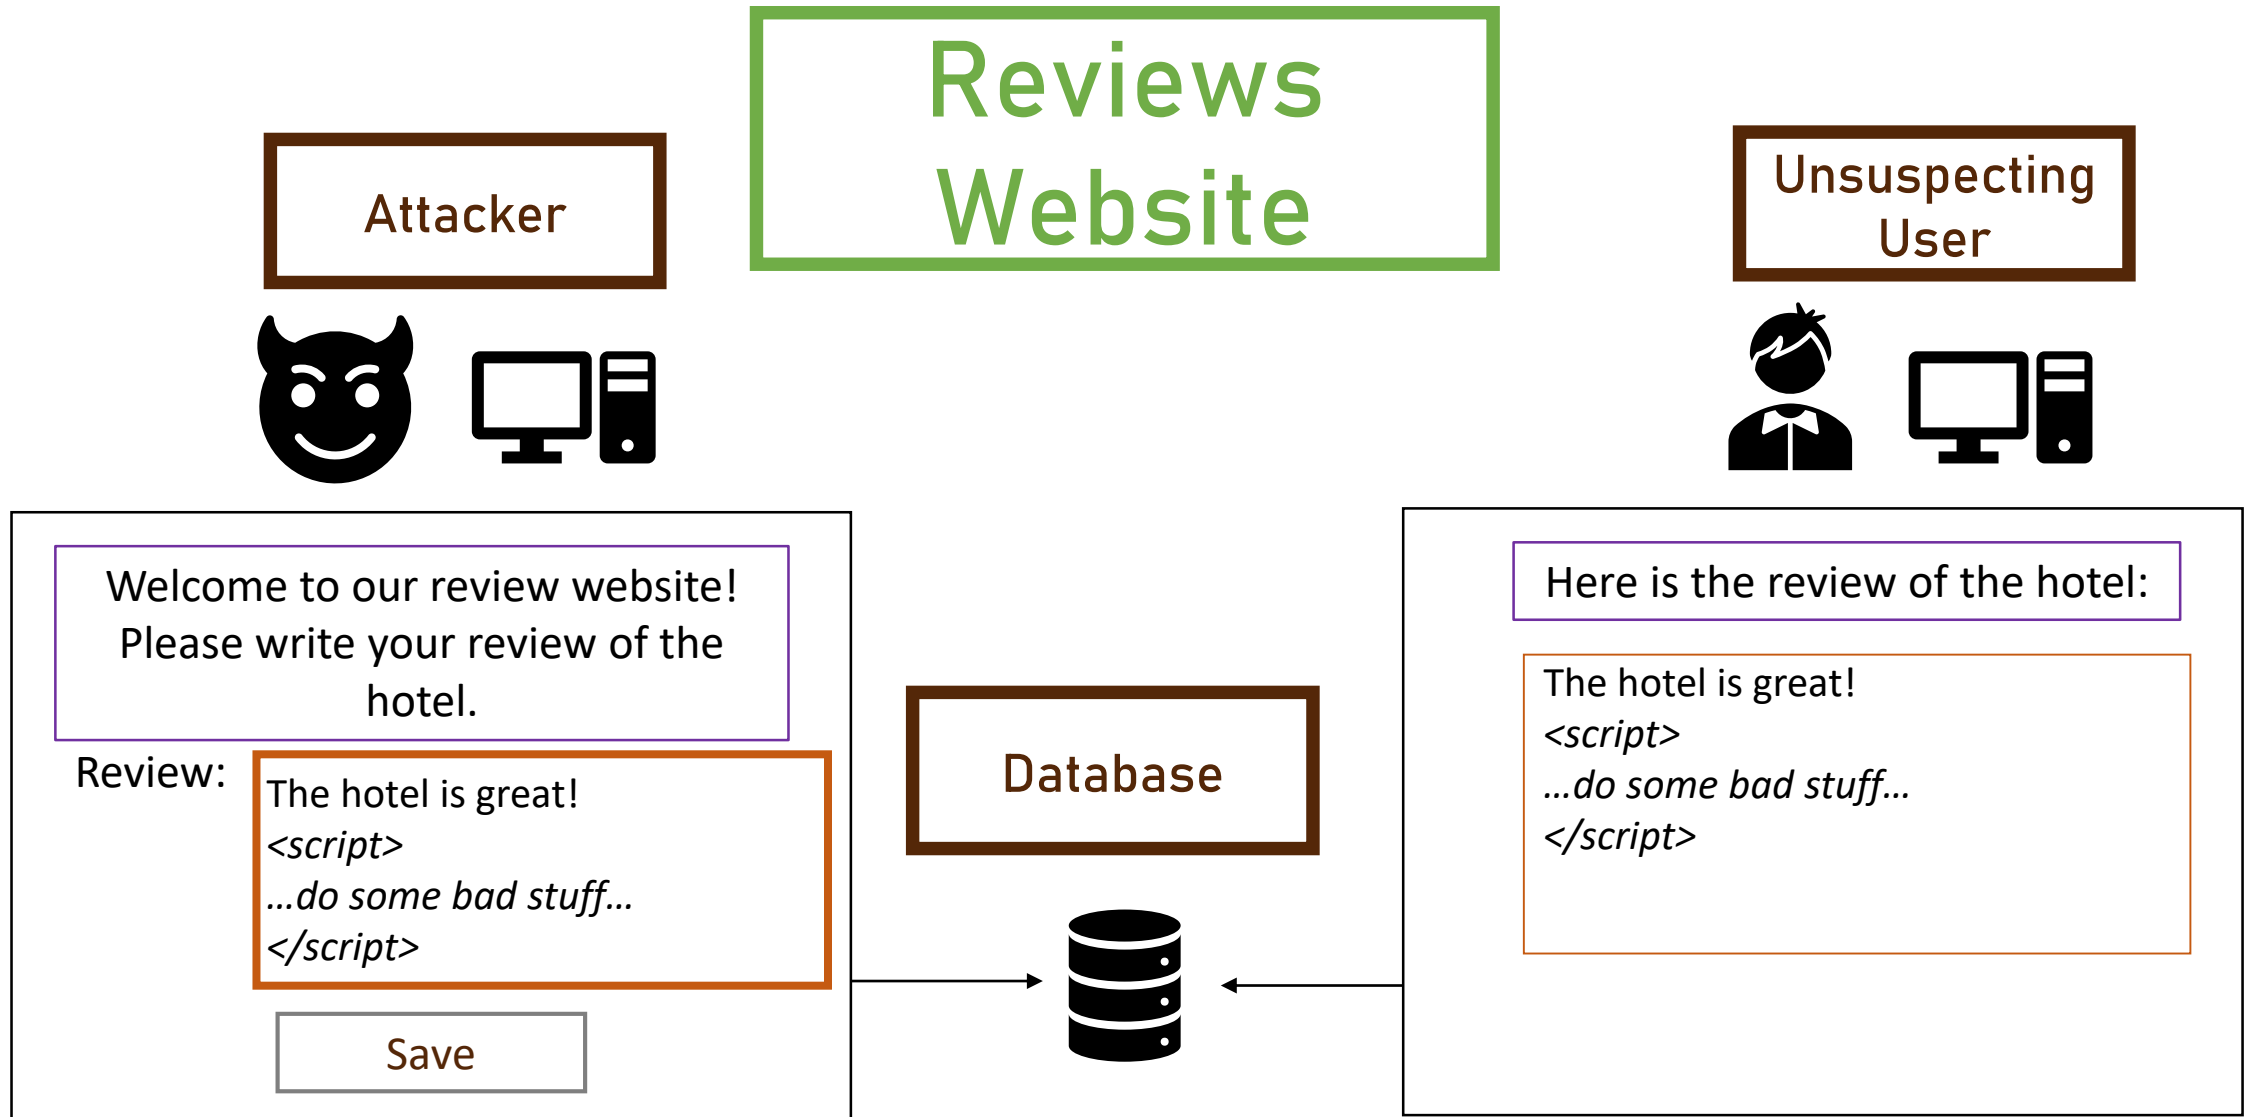 Reviews
Website
Attacker
Unsuspecting
User
Welcome to our review website!
Please write your review of the
hotel.
Review:
The hotel is great!
<script>
…do some bad stuff…
</script>
Save
Database
Here is the review of the hotel:
The hotel is great!
<script>
…do some bad stuff…
</script>